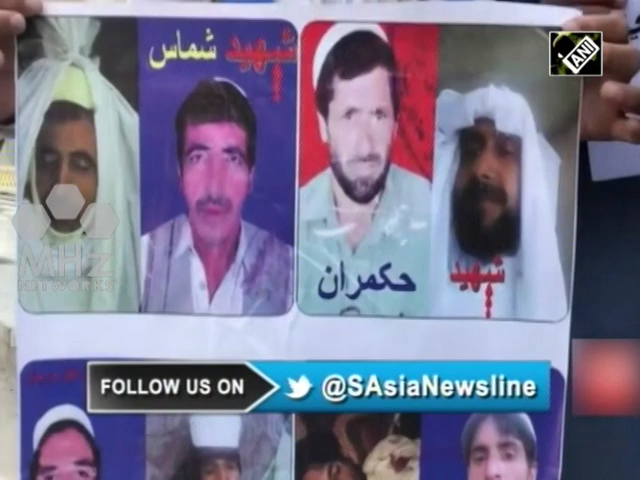 شہید شماس
ANI
حکمران
شہید
MHz
NETWORKS
FOLLOW US ON
@SAsiaNewsline